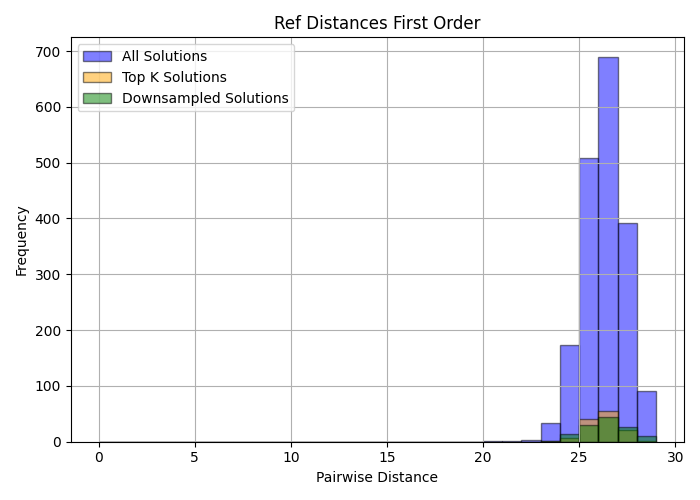 Ref Distances First Order
All Solutions
Top K Solutions
Downsampled Solutions
700
600
500
400
300
200
100
0
Frequency
0 5 10 15 20 25 30
Pairwise Distance